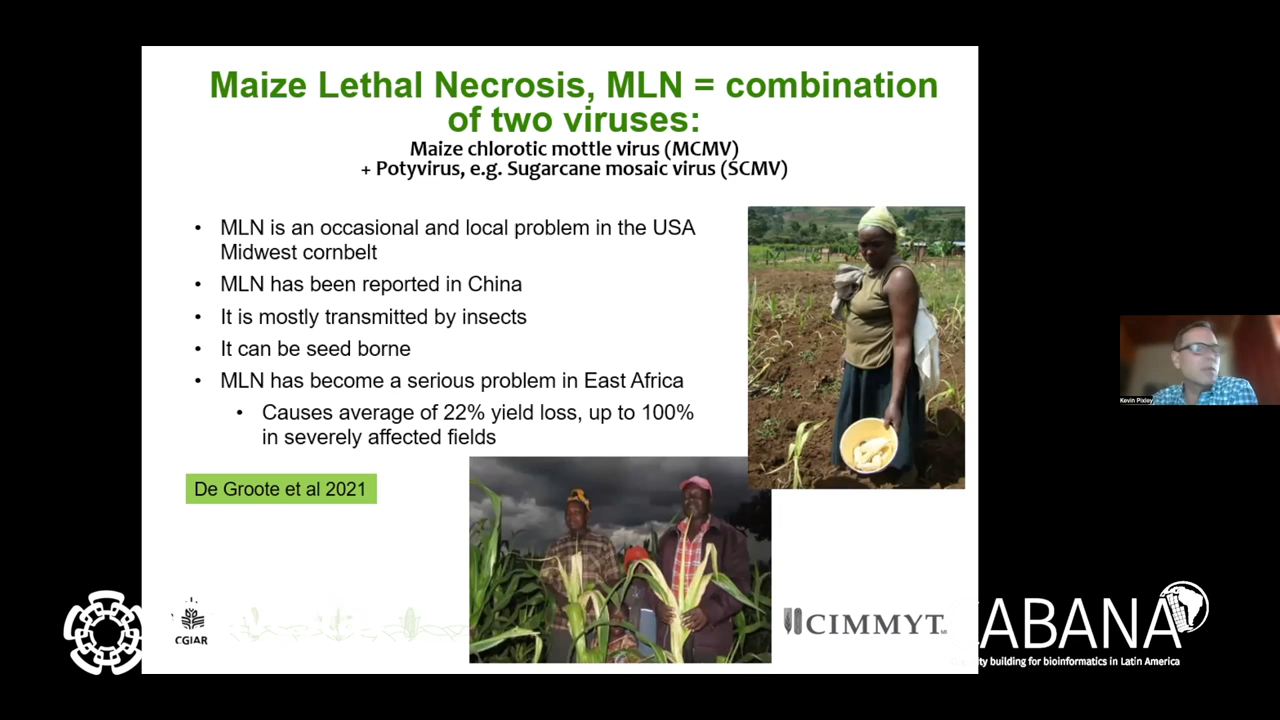 Maize Lethal Necrosis, MLN = combination
of two viruses:
Maize chlorotic mottle virus (MCMV)
+ Potyvirus, e.g. Sugarcane mosaic virus (SCMV)
• MLN is an occasional and local problem in the USA
Midwest cornbelt
• MLN has been reported in China
• It is mostly transmitted by insects
• It can be seed borne
• MLN has become a serious problem in East Africa
• Causes average of 22% yield loss, up to 100%
in severely affected fields
De Groote et al 2021
Kevin Pixley
CGIAR
CIMMYT
ABANA
building for bioinformatics in Latin America